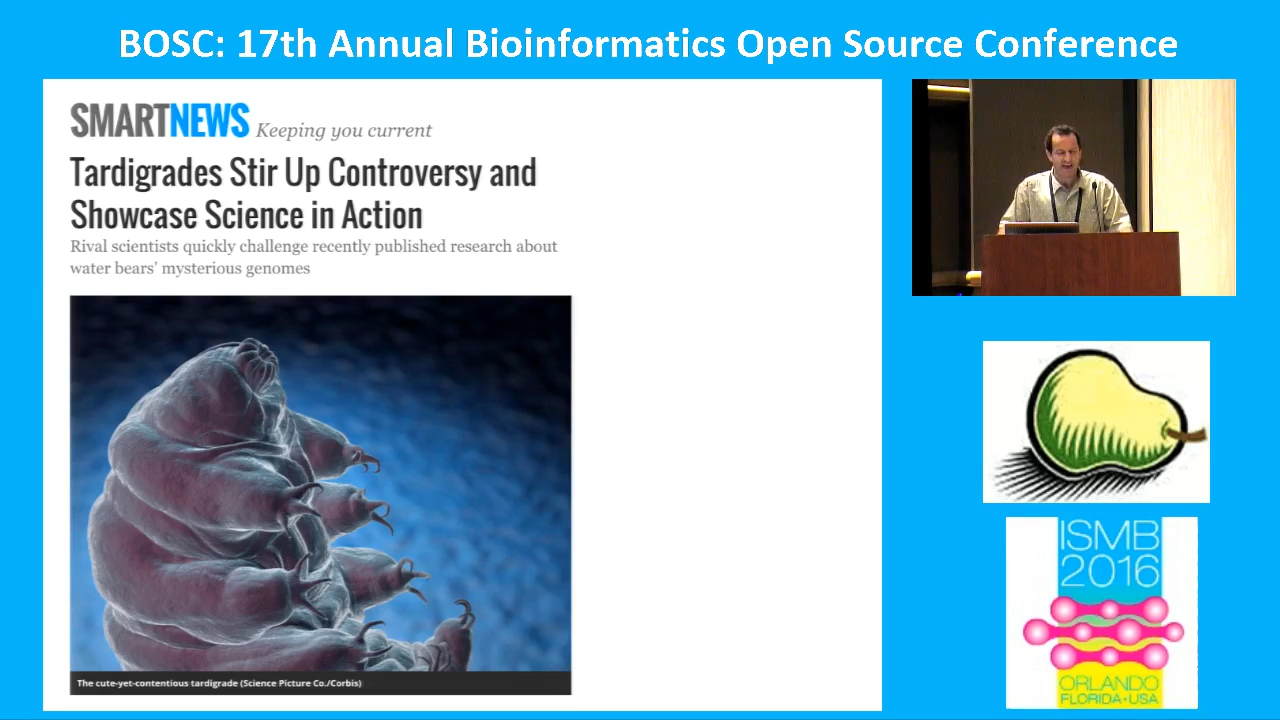 BOSC: 17th Annual Bioinformatics Open Source Conference
SMARTNEWS Keeping you current
Tardigrades Stir Up Controversy and
Showcase Science in Action
Rival scientists quickly challenge recently published research about
water bears' mysterious genomes
The cute-yet-contentious tardigrade (Science Picture Co./Corbis)
ISMB
2016
ORLANDO
FLORIDA•USA